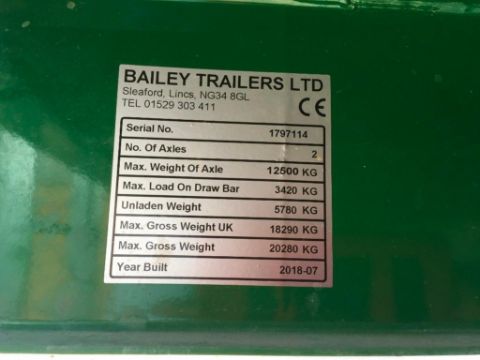 BAILEY TRAILERS LTD
Sleaford, Lincs, NG34 8GL
TEL 01529 303 411
CE
Serial No. 1797114
No. Of Axles 2
Max. Weight Of Axle 12500 KG
Max. Load On Draw Bar 3420 KG
Unladen Weight 5780 KG
Max. Gross Weight UK 18290 KG
Max. Gross Weight 20280 KG
Year Built 2018-07